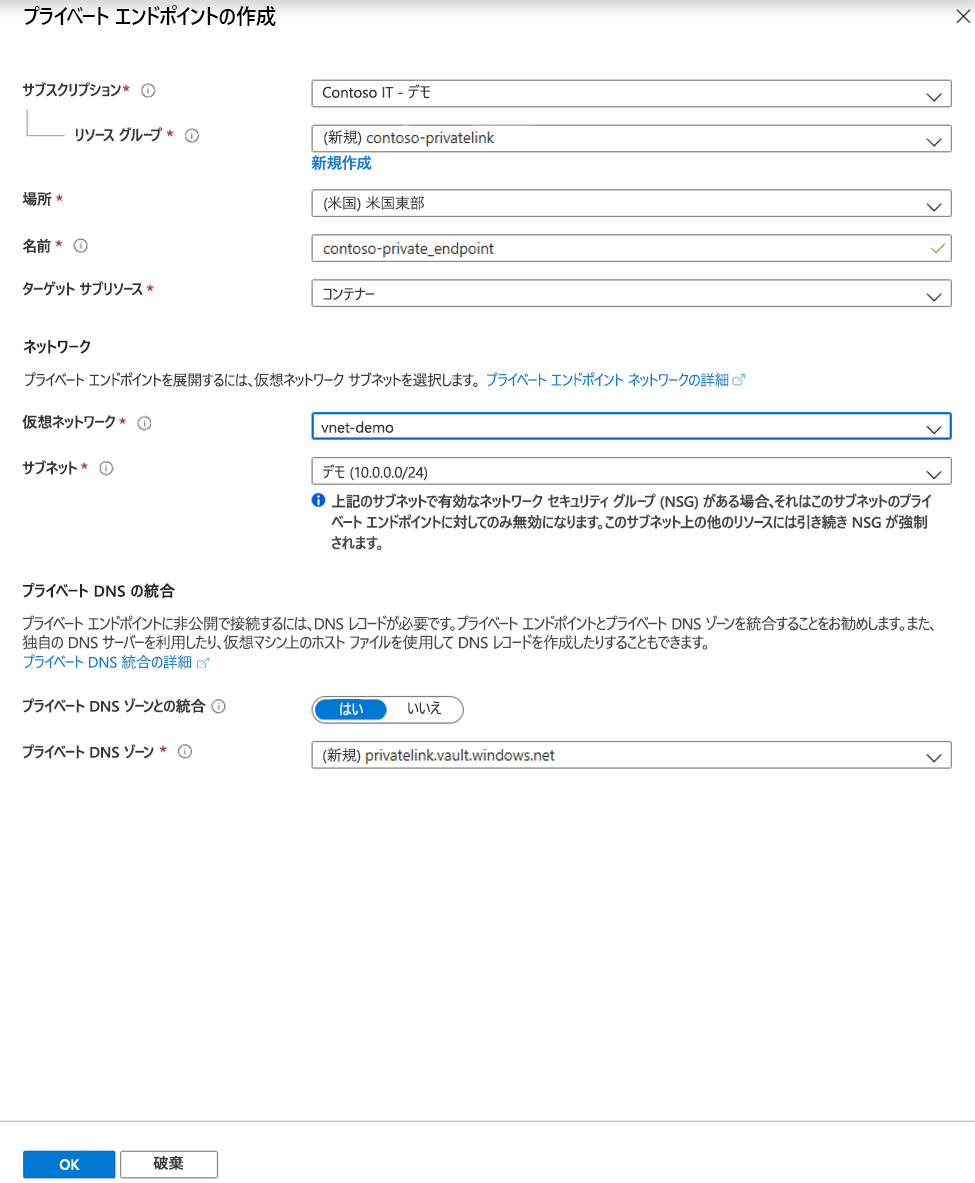 プライベート エンドポイントの作成
サブスクリプション*
Contoso IT - デモ
リソース グループ *
(新規) contoso-privatelink
新規作成
場所 *
(米国) 米国東部
名前 *
contoso-private_endpoint
ターゲット サブリソース *
コンテナー
ネットワーク
プライベート エンドポイントを展開するには、仮想ネットワーク サブネットを選択します。 プライベート エンドポイント ネットワークの詳細
仮想ネットワーク *
vnet-demo
サブネット *
デモ (10.0.0.0/24)
上記のサブネットで有効なネットワーク セキュリティ グループ (NSG) がある場合、それはこのサブネットのプライ
ベート エンドポイントに対してのみ無効になります。このサブネット上の他のリソースには引き続き NSG が強制
されます。
プライベート DNS の統合
プライベート エンドポイントに非公開で接続するには、DNS レコードが必要です。プライベート エンドポイントとプライベート DNS ゾーンを統合することをお勧めします。また、
独自の DNS サーバーを利用したり、仮想マシン上のホスト ファイルを使用して DNS レコードを作成したりすることもできます。
プライベート DNS 統合の詳細
プライベート DNS ゾーンとの統合
はい いいえ
プライベート DNS ゾーン *
(新規) privatelink.vault.windows.net
OK 破棄